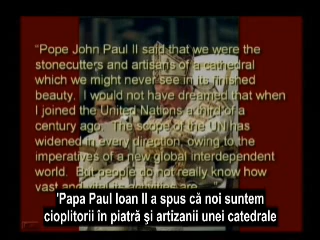 “Pope John Paul II said that we were the
stonecutters and artisans of a cathedral
which we might never see in its finished
beauty. I would not have dreamed that when
I joined the United Nations a third of a
century ago. The scope of the UN has
widened in every direction, owing to the
imperatives of a new global interdependent
world. But people do not really know how
vast and vital its activities are
'Papa Paul Ioan II a spus că noi suntem
cioplitorii în piatră şi artizanii unei catedrale